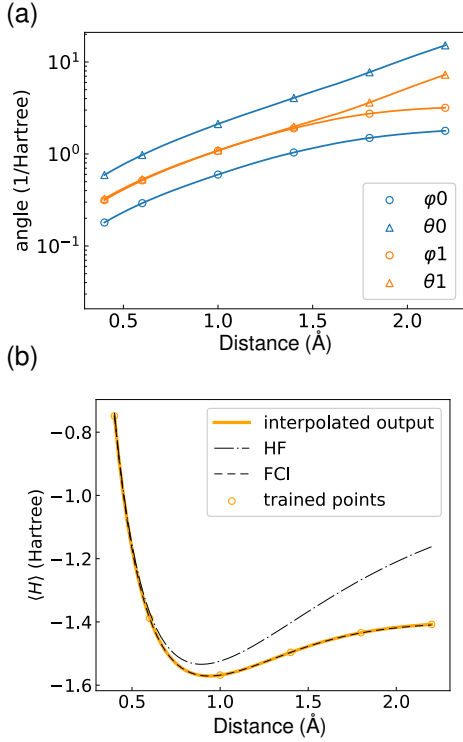 (a)
angle (1/Hartree)
10¹
10⁰
10⁻¹
φ0
θ0
φ1
θ1
0.5 1.0 1.5 2.0
Distance (Å)
(b)
⟨H⟩ (Hartree)
−0.8
−1.0
−1.2
−1.4
−1.6
interpolated output
HF
FCI
trained points
0.5 1.0 1.5 2.0
Distance (Å)